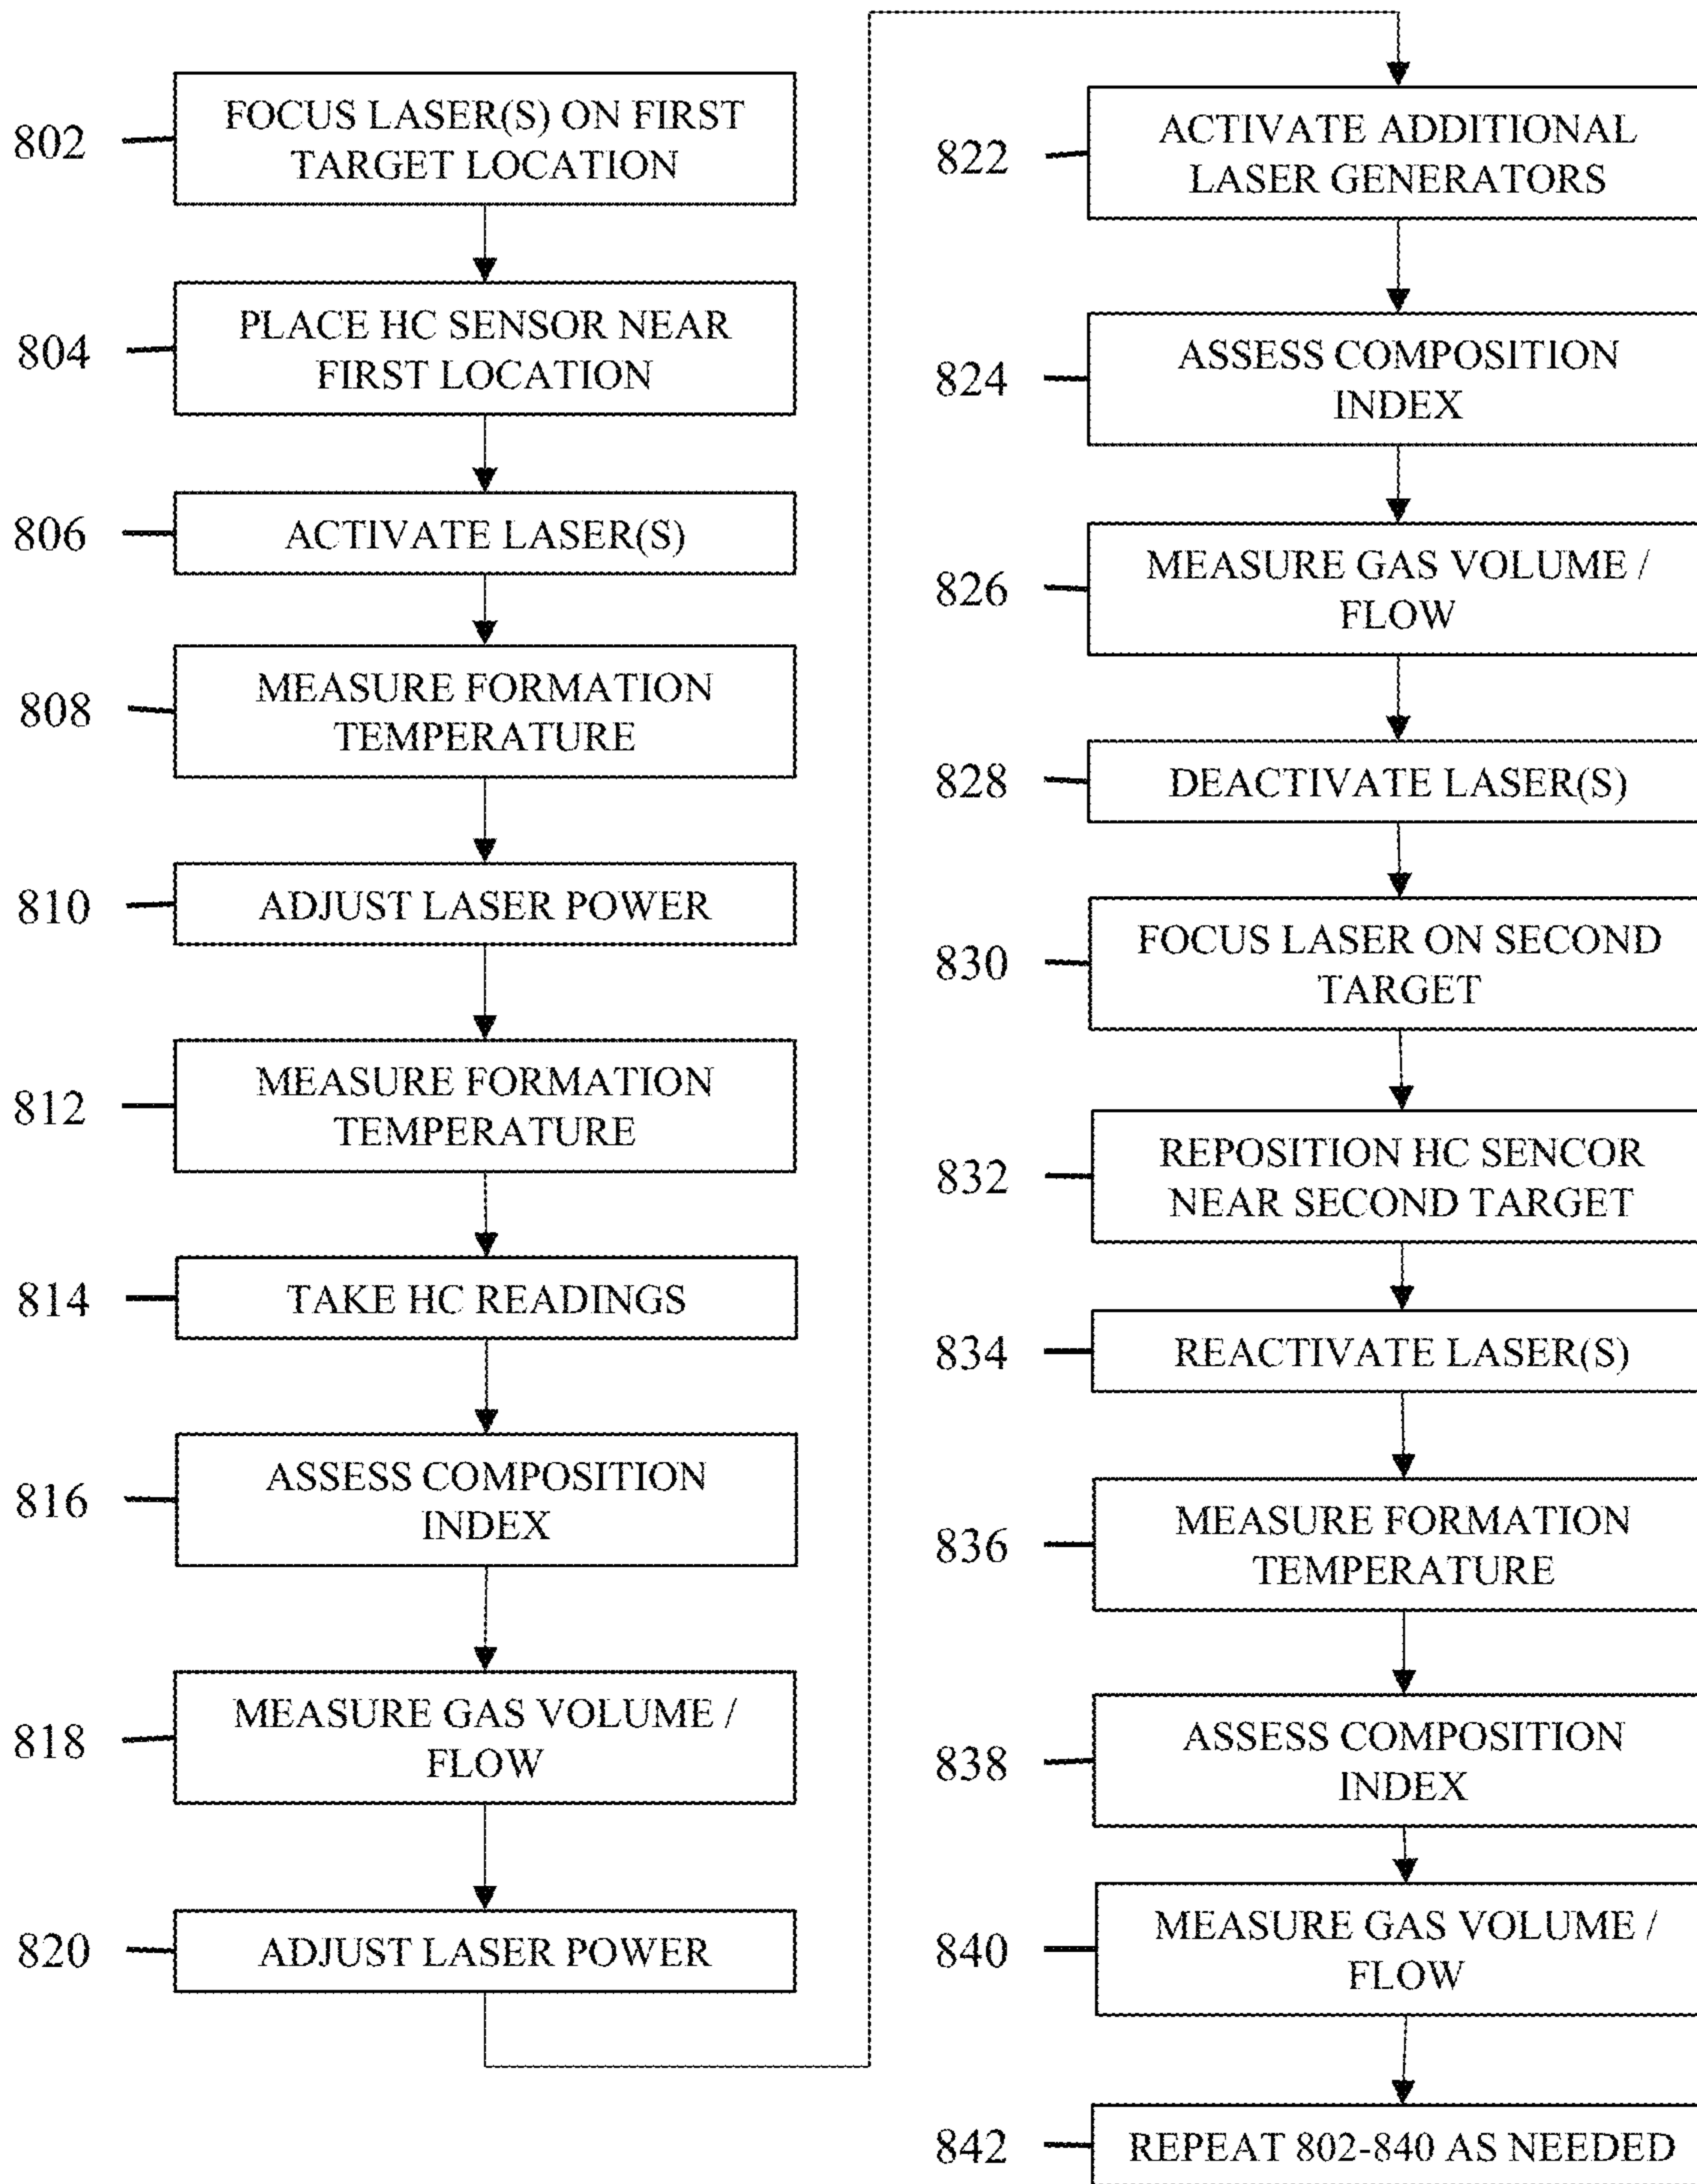 802
FOCUS LASER(S) ON FIRST
TARGET LOCATION
804
PLACE HC SENSOR NEAR
FIRST LOCATION
806
ACTIVATE LASER(S)
808
MEASURE FORMATION
TEMPERATURE
810
ADJUST LASER POWER
812
MEASURE FORMATION
TEMPERATURE
814
TAKE HC READINGS
816
ASSESS COMPOSITION
INDEX
818
MEASURE GAS VOLUME /
FLOW
820
ADJUST LASER POWER
822
ACTIVATE ADDITIONAL
LASER GENERATORS
824
ASSESS COMPOSITION
INDEX
826
MEASURE GAS VOLUME /
FLOW
828
DEACTIVATE LASER(S)
830
FOCUS LASER ON SECOND
TARGET
832
REPOSITION HC SENCOR
NEAR SECOND TARGET
834
REACTIVATE LASER(S)
836
MEASURE FORMATION
TEMPERATURE
838
ASSESS COMPOSITION
INDEX
840
MEASURE GAS VOLUME /
FLOW
842
REPEAT 802-840 AS NEEDED